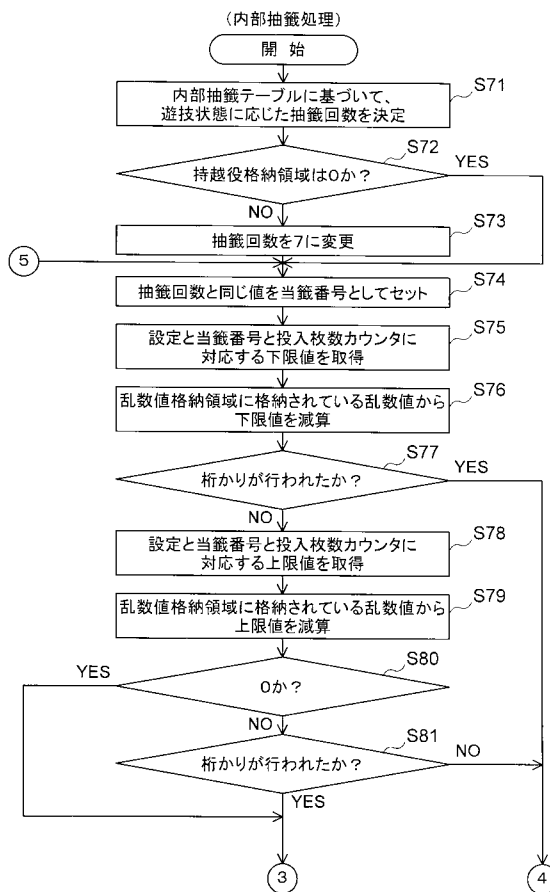 (内部抽籤処理)
開 始
S71
内部抽籤テーブルに基づいて、
遊技状態に応じた抽籤回数を決定
S72
持越役格納領域は0か?
YES
NO
S73
抽籤回数を7に変更
5
S74
抽籤回数と同じ値を当籤番号としてセット
S75
設定と当籤番号と投入枚数カウンタに
対応する下限値を取得
S76
乱数値格納領域に格納されている乱数値から
下限値を減算
S77
桁かりが行われたか?
YES
NO
S78
設定と当籤番号と投入枚数カウンタに
対応する上限値を取得
S79
乱数値格納領域に格納されている乱数値から
上限値を減算
S80
YES
0か?
NO
S81
桁かりが行われたか?
NO
YES
3
4